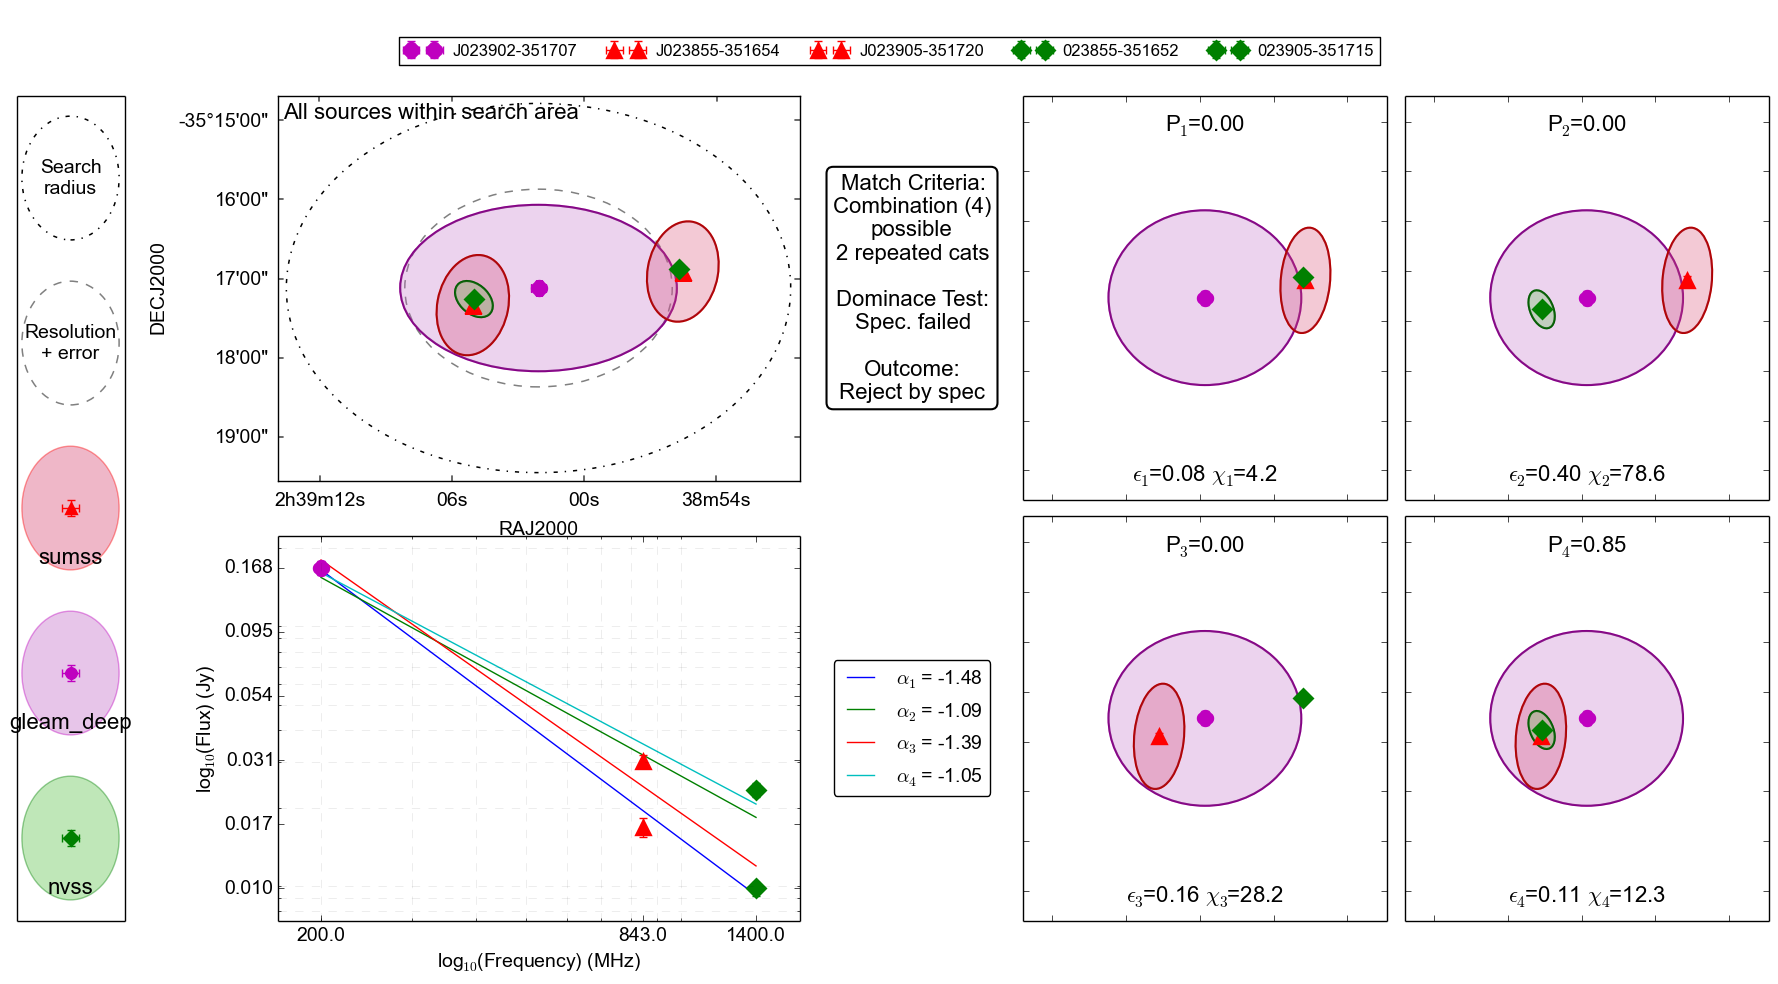 J023902-351707 J023855-351654 J023905-351720 023855-351652 023905-351715
Search
radius
Resolution
+ error
sumss
gleam_deep
nvss
All sources within search area
DECJ2000
-35°15'00"
16'00"
17'00"
18'00"
19'00"
2h39m12s 06s 00s 38m54s
RAJ2000
Match Criteria:
Combination (4)
possible
2 repeated cats
Dominace Test:
Spec. failed
Outcome:
Reject by spec
P₁=0.00
ϵ₁=0.08 χ₁=4.2
P₂=0.00
ϵ₂=0.40 χ₂=78.6
log₁₀(Flux) (Jy)
0.168
0.095
0.054
0.031
0.017
0.010
200.0 843.0 1400.0
log₁₀(Frequency) (MHz)
α₁ = -1.48
α₂ = -1.09
α₃ = -1.39
α₄ = -1.05
P₃=0.00
ϵ₃=0.16 χ₃=28.2
P₄=0.85
ϵ₄=0.11 χ₄=12.3